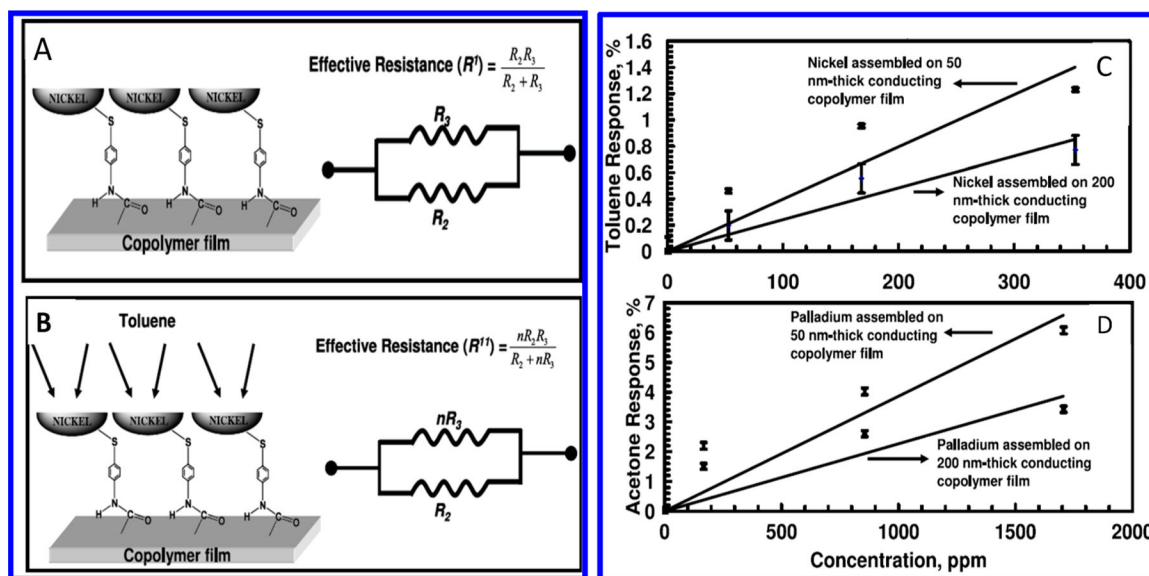 A
Effective Resistance (R¹) = R₂R₃ / R₂ + R₃
NICKEL NICKEL NICKEL
S S S
R₃
R₂
N N N
H C O H C O H C O
Copolymer film
B
Toluene
Effective Resistance (R¹¹) = nR₂R₃ / R₂ + nR₃
NICKEL NICKEL NICKEL
S S S
nR₃
R₂
N N N
H C O H C O H C O
Copolymer film
C
Toluene Response, %
1.6
1.4
1.2
1
0.8
0.6
0.4
0.2
0
Nickel assembled on 50
nm-thick conducting
copolymer film
Nickel assembled on 200
nm-thick conducting
copolymer film
0 100 200 300 400
D
Acetone Response, %
7
6
5
4
3
2
1
0
Palladium assembled on
50 nm-thick conducting
copolymer film
Palladium assembled on
200 nm-thick conducting
copolymer film
0 500 1000 1500 2000
Concentration, ppm